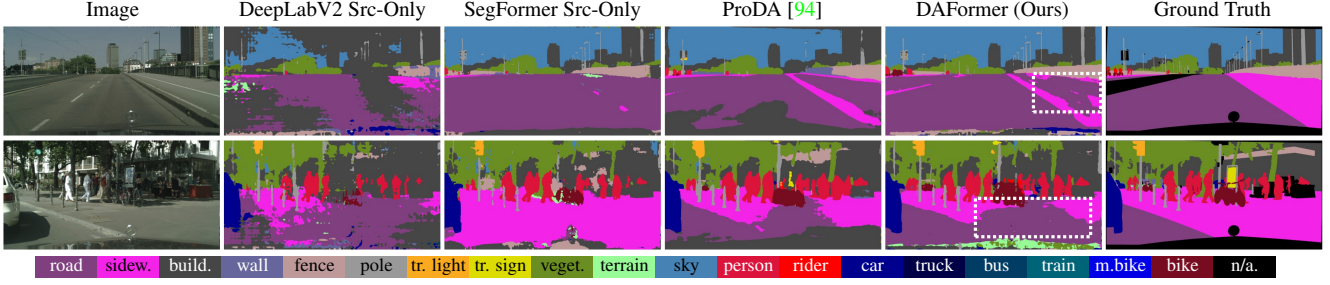 Image DeepLabV2 Src-Only SegFormer Src-Only ProDA [94] DAFormer (Ours) Ground Truth
road sidew. build. wall fence pole tr. light tr. sign veget. terrain sky person rider car truck bus train m.bike bike n/a.